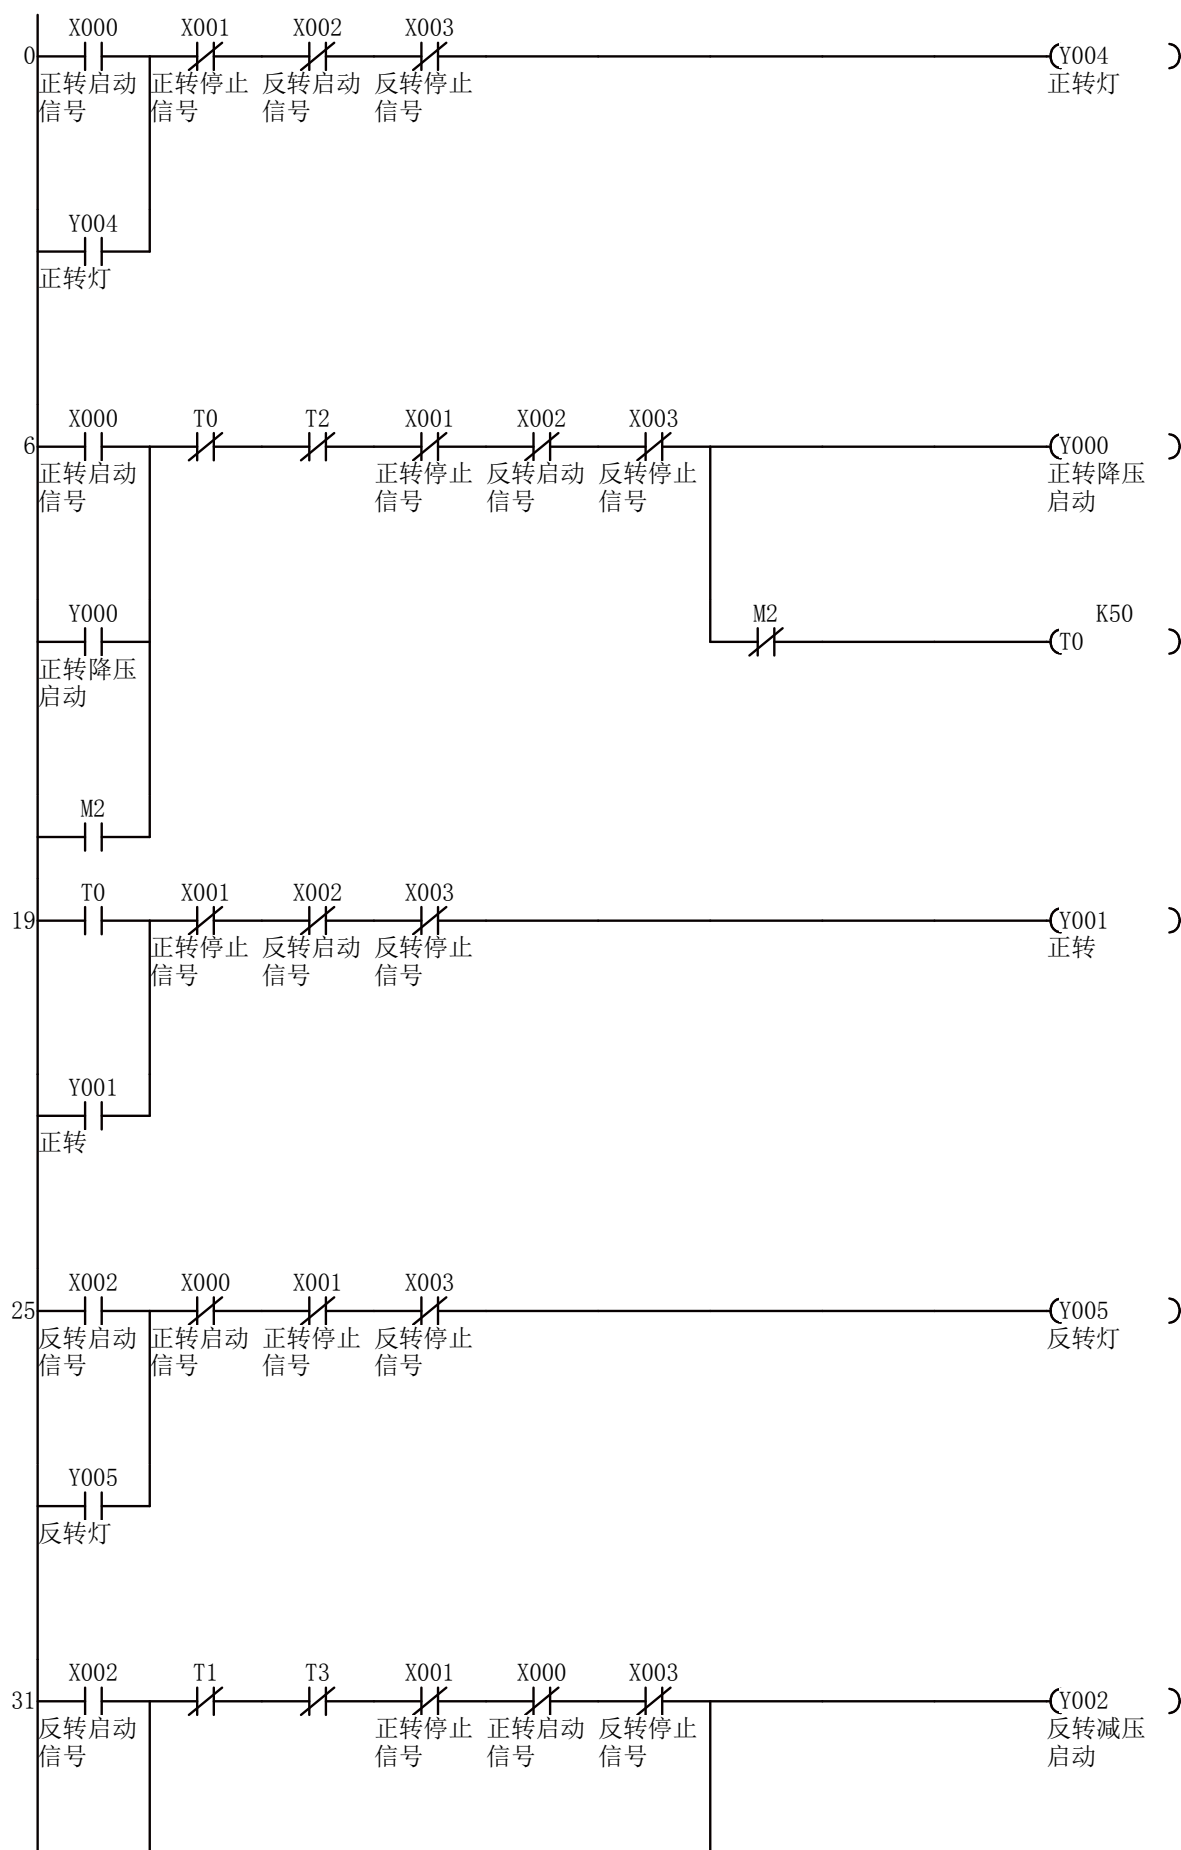 X000 X001 X002 X003
0 Y004
正转启动 正转停止 反转启动 反转停止 正转灯
信号 信号 信号 信号
Y004
正转灯
X000 T0 T2 X001 X002 X003
6 Y000
正转启动 正转停止 反转启动 反转停止 正转降压
信号 信号 信号 信号 启动
Y000 M2 K50
T0
正转降压
启动
M2
T0 X001 X002 X003
19 Y001
正转停止 反转启动 反转停止 正转
信号 信号 信号
Y001
正转
X002 X000 X001 X003
25 Y005
反转启动 正转启动 正转停止 反转停止 反转灯
信号 信号 信号 信号
Y005
反转灯
X002 T1 T3 X001 X000 X003
31 Y002
反转启动 正转停止 正转启动 反转停止 反转减压
信号 信号 信号 信号 启动